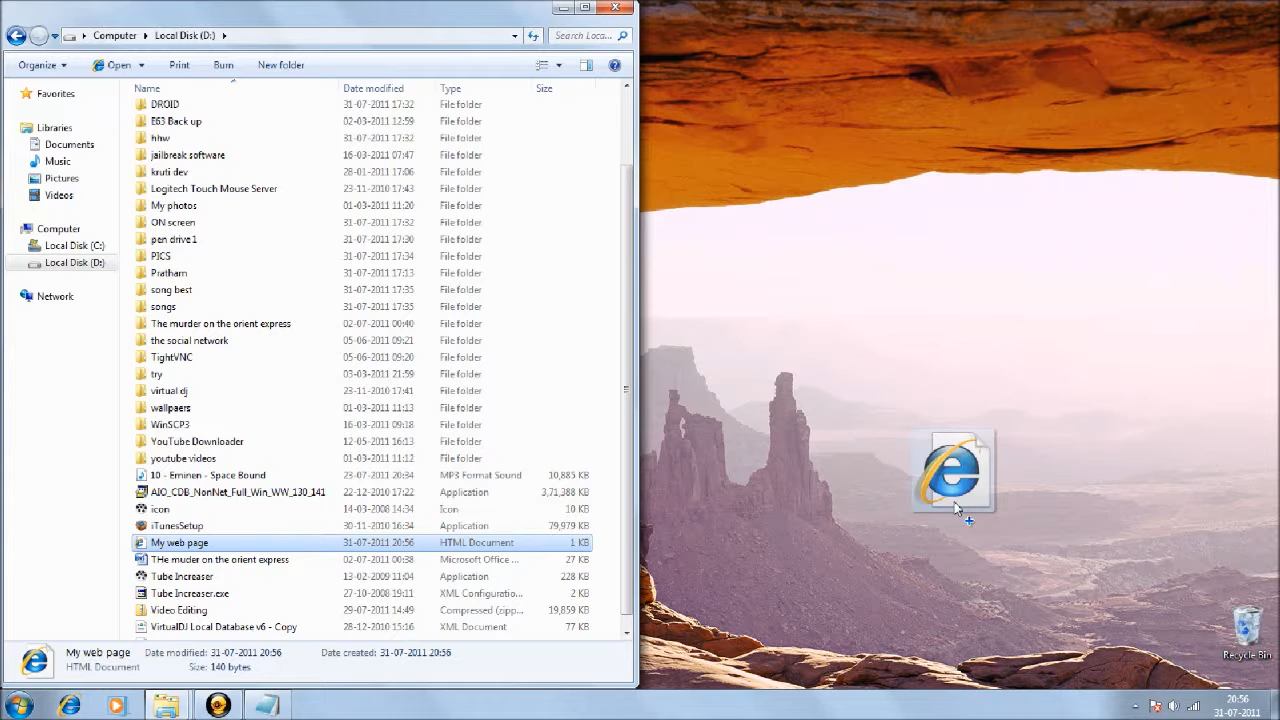 Computer Local Disk (D:) Search Loca...
Organize Open Print Burn New folder
Name Date modified Type Size
Favorites
Libraries
Documents
Music
Pictures
Videos
Computer
Local Disk (C:)
Local Disk (D:)
Network
DROID 31-07-2011 17:32 File folder
E63 Back up 02-03-2011 12:59 File folder
hhw 31-07-2011 17:32 File folder
jailbreak software 16-03-2011 07:47 File folder
kruti dev 28-01-2011 17:06 File folder
Logitech Touch Mouse Server 23-11-2010 17:43 File folder
My photos 01-03-2011 11:20 File folder
ON screen 31-07-2011 17:32 File folder
pen drive1 31-07-2011 17:30 File folder
PICS 31-07-2011 17:34 File folder
Pratham 31-07-2011 17:13 File folder
song best 31-07-2011 17:35 File folder
songs 31-07-2011 17:35 File folder
The murder on the orient express 02-07-2011 00:40 File folder
the social network 05-06-2011 09:21 File folder
TightVNC 05-06-2011 09:20 File folder
try 03-03-2011 21:59 File folder
virtual dj 23-11-2010 17:41 File folder
wallpaers 01-03-2011 11:13 File folder
WinSCP3 16-03-2011 09:18 File folder
YouTube Downloader 12-05-2011 16:13 File folder
youtube videos 01-03-2011 11:12 File folder
10 - Eminen - Space Bound 23-07-2011 20:34 MP3 Format Sound 10,885 KB
AIO_CDB_NonNet_Full_Win_WW_130_141 22-12-2010 17:22 Application 3,71,388 KB
icon 14-03-2008 14:34 Icon 10 KB
iTunesSetup 30-11-2010 16:34 Application 79,979 KB
My web page 31-07-2011 20:56 HTML Document 1 KB
THe muder on the orient express 02-07-2011 00:38 Microsoft Office ... 27 KB
Tube Increaser 13-02-2009 11:04 Application 228 KB
Tube Increaser.exe 27-10-2008 19:11 XML Configuratio... 2 KB
Video Editing 29-07-2011 14:49 Compressed (zipp... 19,859 KB
VirtualDJ Local Database v6 - Copy 28-12-2010 15:16 XML Document 77 KB
My web page Date modified: 31-07-2011 20:56 Date created: 31-07-2011 20:56
HTML Document Size: 140 bytes
Recycle Bin
20:56
31-07-2011